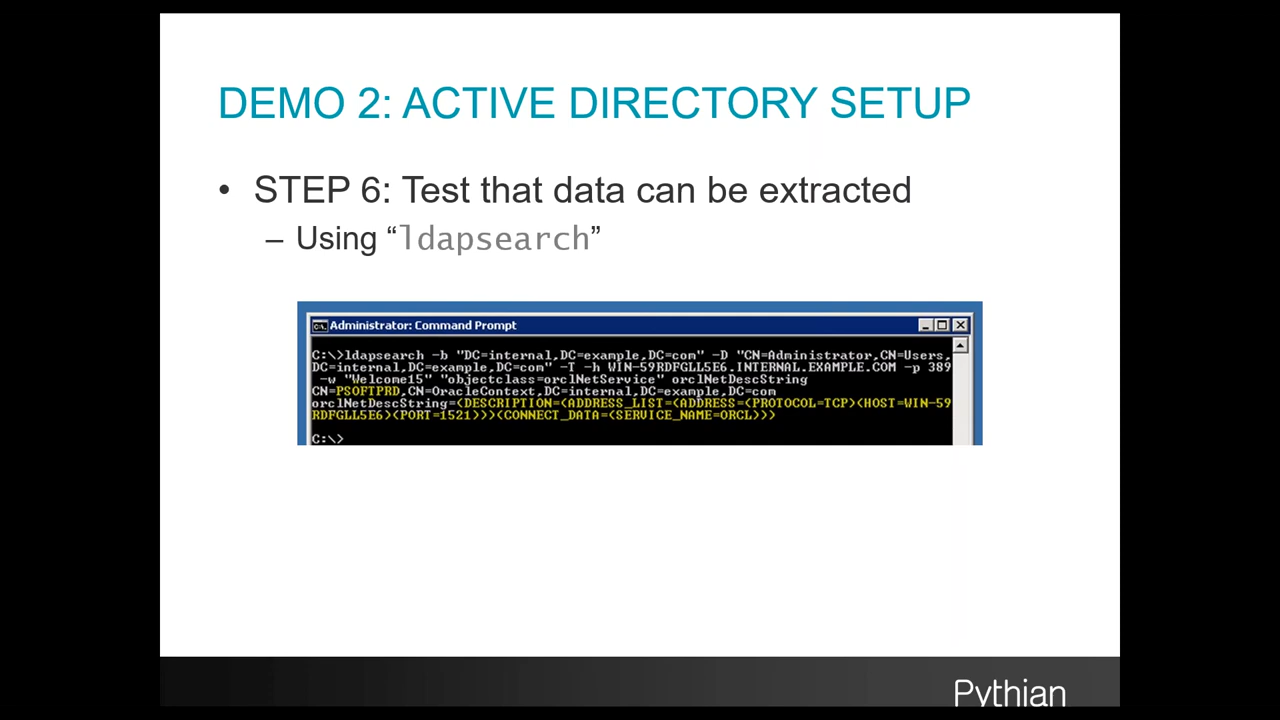 DEMO 2: ACTIVE DIRECTORY SETUP
• STEP 6: Test that data can be extracted
– Using “ldapsearch”
Administrator: Command Prompt
C:\>ldapsearch -b "DC=internal,DC=example,DC=com" -D "CN=Administrator,CN=Users,
DC=internal,DC=example,DC=com" -T -h WIN-59RDFGLL5E6.INTERNAL.EXAMPLE.COM -p 389
-w "Welcome15" "objectclass=orclNetService" orclNetDescString
CN=PSOFTPRD,CN=OracleContext,DC=internal,DC=example,DC=com
orclNetDescString=(DESCRIPTION=(ADDRESS_LIST=(ADDRESS=(PROTOCOL=TCP)(HOST=WIN-59
RDFGLL5E6)(PORT=1521)))(CONNECT_DATA=(SERVICE_NAME=ORCL)))
C:\>
Pythian